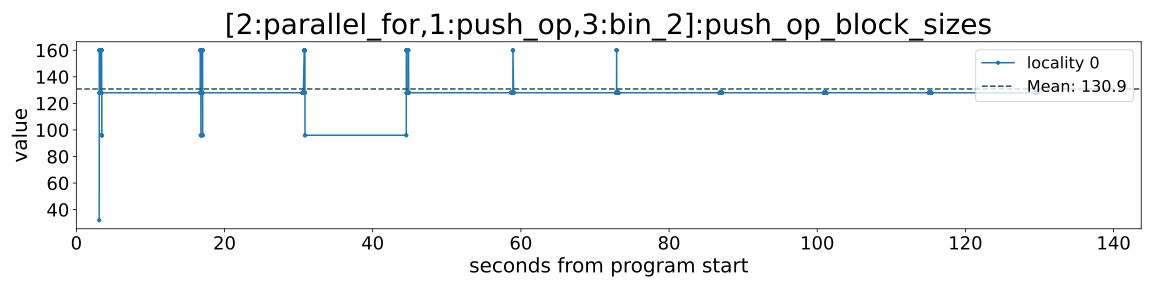 [2:parallel_for,1:push_op,3:bin_2]:push_op_block_sizes
value
160
140
120
100
80
60
40
locality 0
Mean: 130.9
0 20 40 60 80 100 120 140
seconds from program start